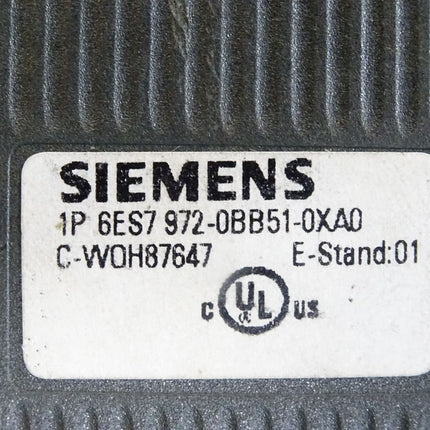 SIEMENS
1P 6ES7 972-0BB51-0XA0
C-WOH87647 E-Stand:01
c UL us